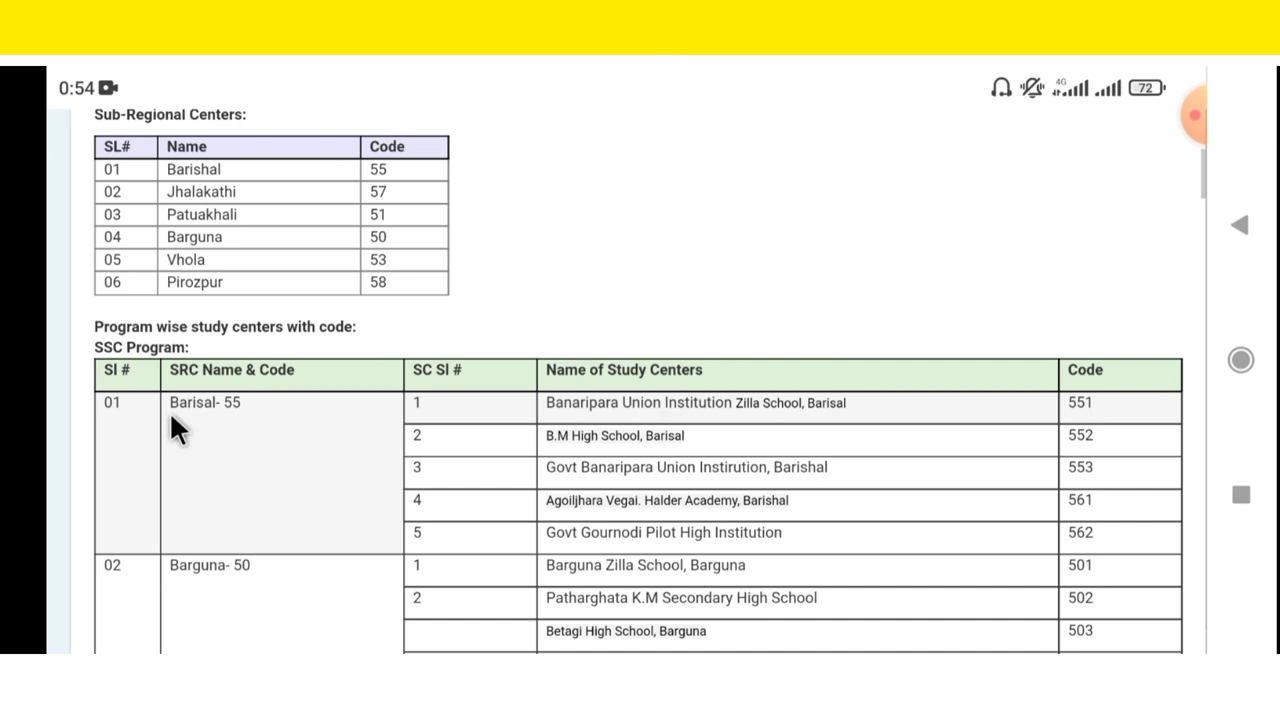 0:54 4G 72
Sub-Regional Centers:
SL# Name Code
01 Barishal 55
02 Jhalakathi 57
03 Patuakhali 51
04 Barguna 50
05 Vhola 53
06 Pirozpur 58
Program wise study centers with code:
SSC Program:
Sl # SRC Name & Code SC Sl # Name of Study Centers Code
01 Barisal- 55 1 Banaripara Union Institution Zilla School, Barisal 551
2 B.M High School, Barisal 552
3 Govt Banaripara Union Instirution, Barishal 553
4 Agoiljhara Vegai. Halder Academy, Barishal 561
5 Govt Gournodi Pilot High Institution 562
02 Barguna- 50 1 Barguna Zilla School, Barguna 501
2 Patharghata K.M Secondary High School 502
Betagi High School, Barguna 503